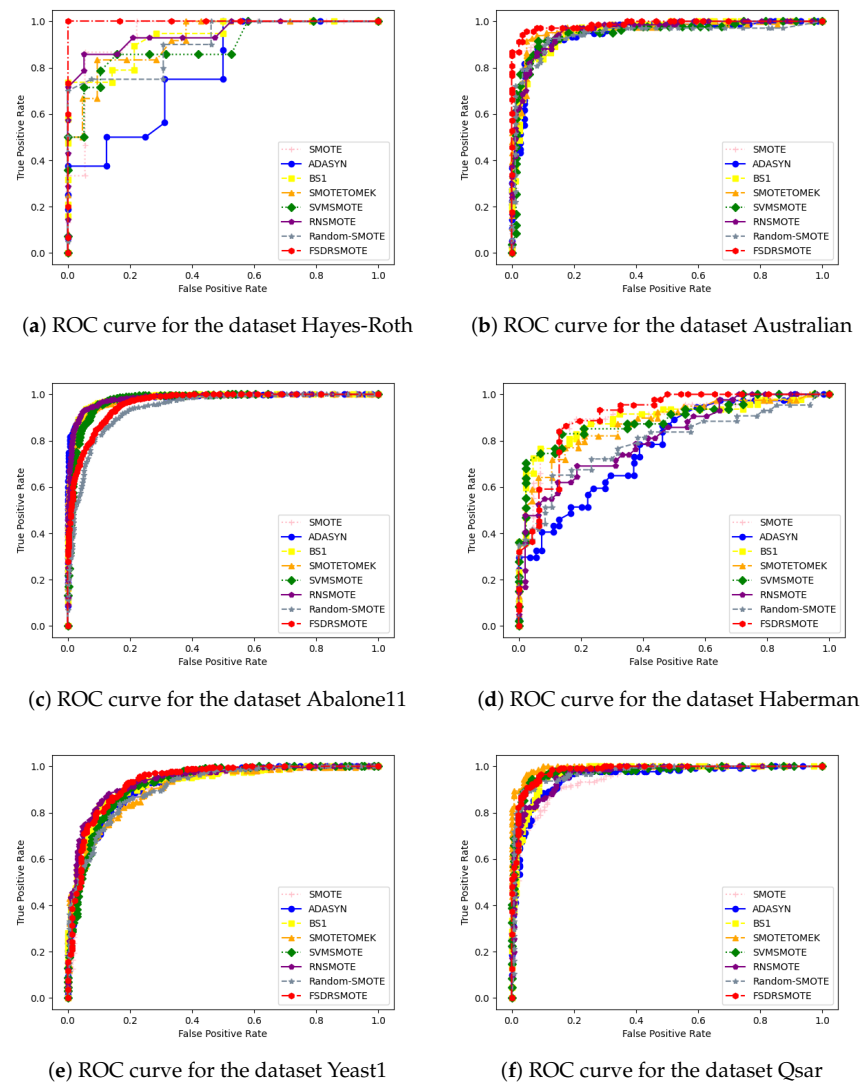 1.0
0.8
0.6
0.4
0.2
0.0
True Positive Rate
0.0 0.2 0.4 0.6 0.8 1.0
False Positive Rate
SMOTE
ADASYN
BS1
SMOTETOMEK
SVMSMOTE
RNSMOTE
Random-SMOTE
FSDRSMOTE
(a) ROC curve for the dataset Hayes-Roth
1.0
0.8
0.6
0.4
0.2
0.0
True Positive Rate
0.0 0.2 0.4 0.6 0.8 1.0
False Positive Rate
SMOTE
ADASYN
BS1
SMOTETOMEK
SVMSMOTE
RNSMOTE
Random-SMOTE
FSDRSMOTE
(b) ROC curve for the dataset Australian
1.0
0.8
0.6
0.4
0.2
0.0
True Positive Rate
0.0 0.2 0.4 0.6 0.8 1.0
False Positive Rate
SMOTE
ADASYN
BS1
SMOTETOMEK
SVMSMOTE
RNSMOTE
Random-SMOTE
FSDRSMOTE
(c) ROC curve for the dataset Abalone11
1.0
0.8
0.6
0.4
0.2
0.0
True Positive Rate
0.0 0.2 0.4 0.6 0.8 1.0
False Positive Rate
SMOTE
ADASYN
BS1
SMOTETOMEK
SVMSMOTE
RNSMOTE
Random-SMOTE
FSDRSMOTE
(d) ROC curve for the dataset Haberman
1.0
0.8
0.6
0.4
0.2
0.0
True Positive Rate
0.0 0.2 0.4 0.6 0.8 1.0
False Positive Rate
SMOTE
ADASYN
BS1
SMOTETOMEK
SVMSMOTE
RNSMOTE
Random-SMOTE
FSDRSMOTE
(e) ROC curve for the dataset Yeast1
1.0
0.8
0.6
0.4
0.2
0.0
True Positive Rate
0.0 0.2 0.4 0.6 0.8 1.0
False Positive Rate
SMOTE
ADASYN
BS1
SMOTETOMEK
SVMSMOTE
RNSMOTE
Random-SMOTE
FSDRSMOTE
(f) ROC curve for the dataset Qsar